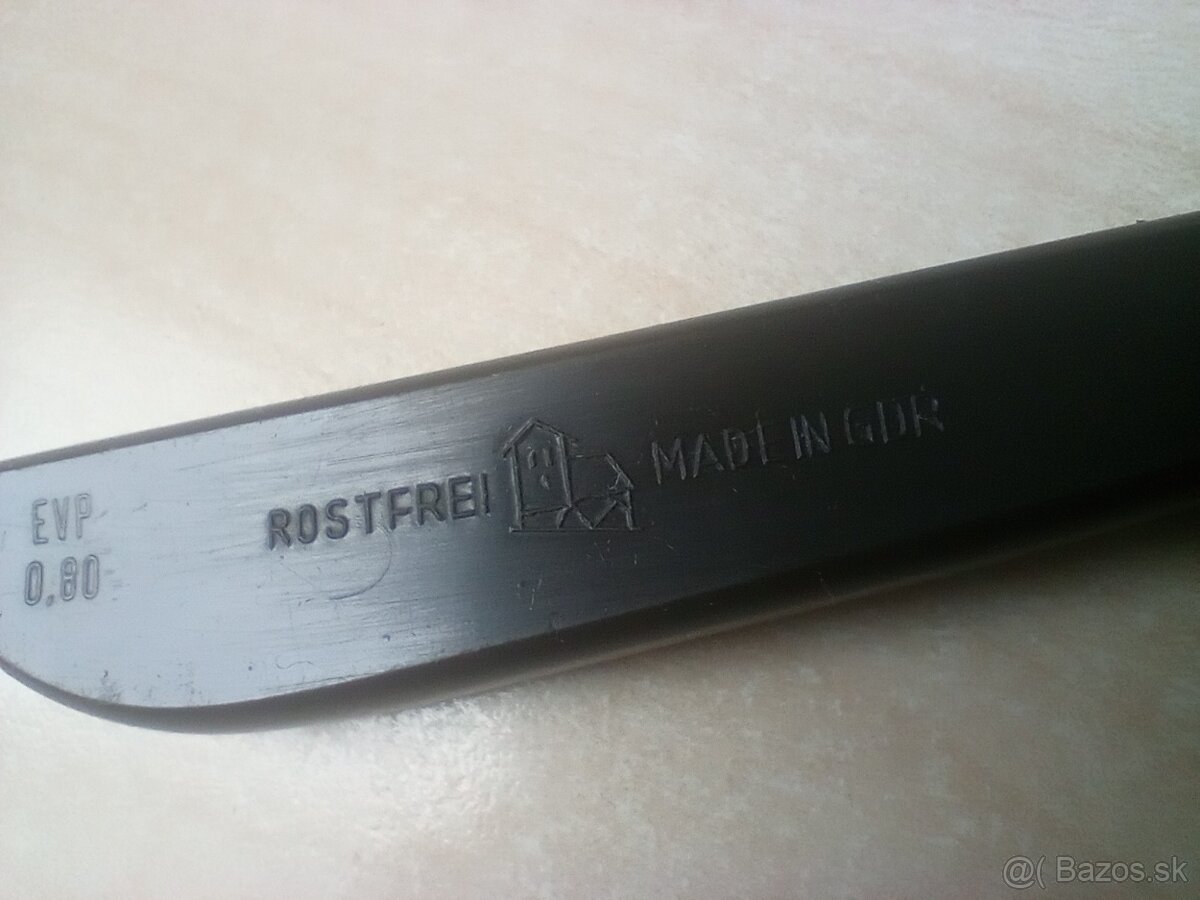 EVP
0,80
ROSTFREI MADE IN GDR
@( Bazos.sk